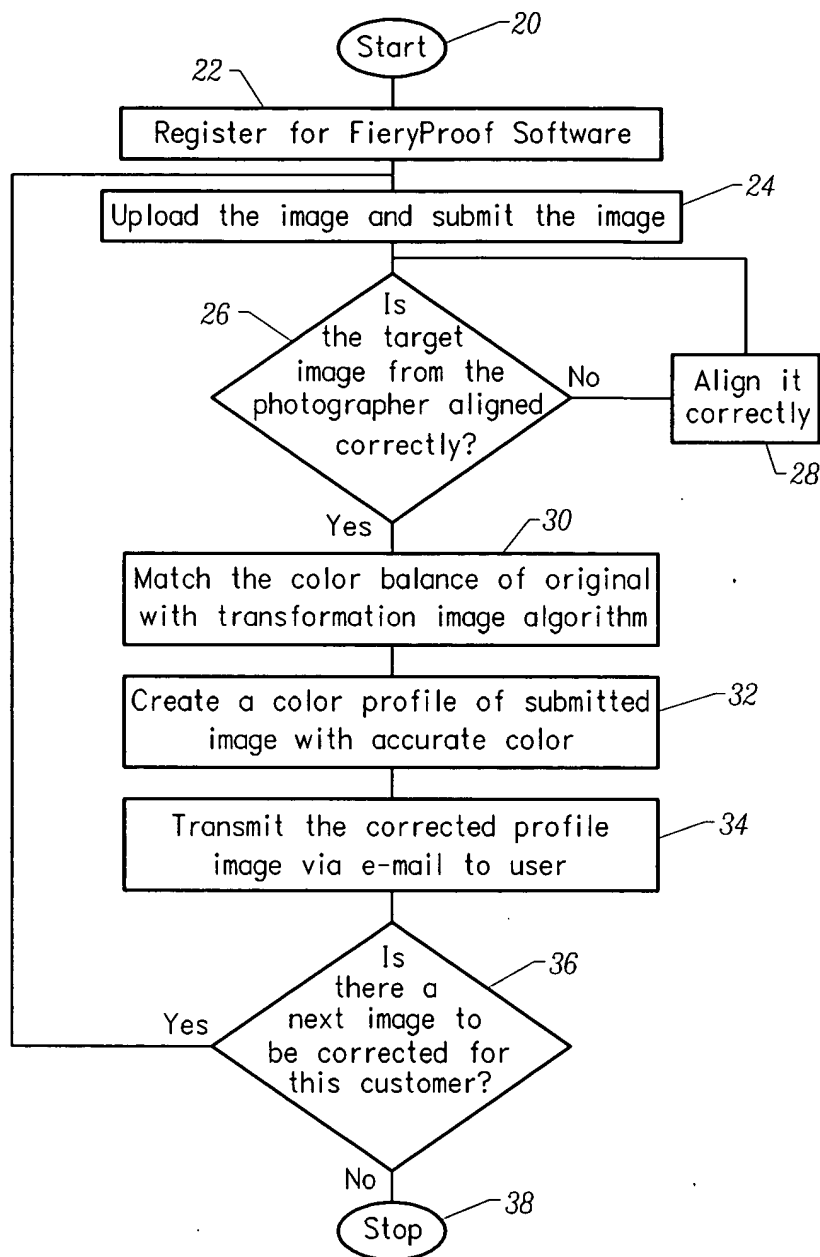 Start
20
22
Register for FieryProof Software
24
Upload the image and submit the image
26
Is
the target
image from the
photographer aligned
correctly?
No
Align it
correctly
28
Yes
30
Match the color balance of original
with transformation image algorithm
Create a color profile of submitted
image with accurate color
32
Transmit the corrected profile
image via e-mail to user
34
Is
there a
next image to
be corrected for
this customer?
36
Yes
No
38
Stop